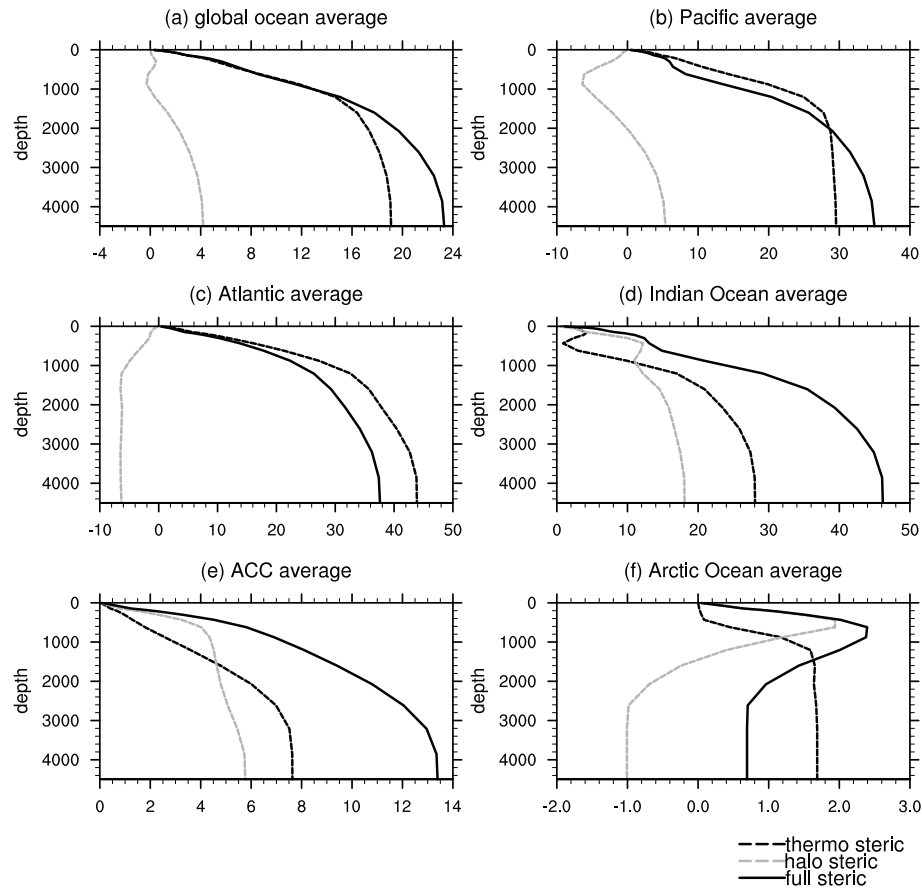 (a) global ocean average
(b) Pacific average
0
1000
2000
3000
4000
depth
-4 0 4 8 12 16 20 24
0
1000
2000
3000
4000
depth
-10 0 10 20 30 40
(c) Atlantic average
(d) Indian Ocean average
0
1000
2000
3000
4000
depth
-10 0 10 20 30 40 50
0
1000
2000
3000
4000
depth
0 10 20 30 40 50
(e) ACC average
(f) Arctic Ocean average
0
1000
2000
3000
4000
depth
0 2 4 6 8 10 12 14
0
1000
2000
3000
4000
depth
-2.0 -1.0 0.0 1.0 2.0 3.0
thermo steric
halo steric
full steric